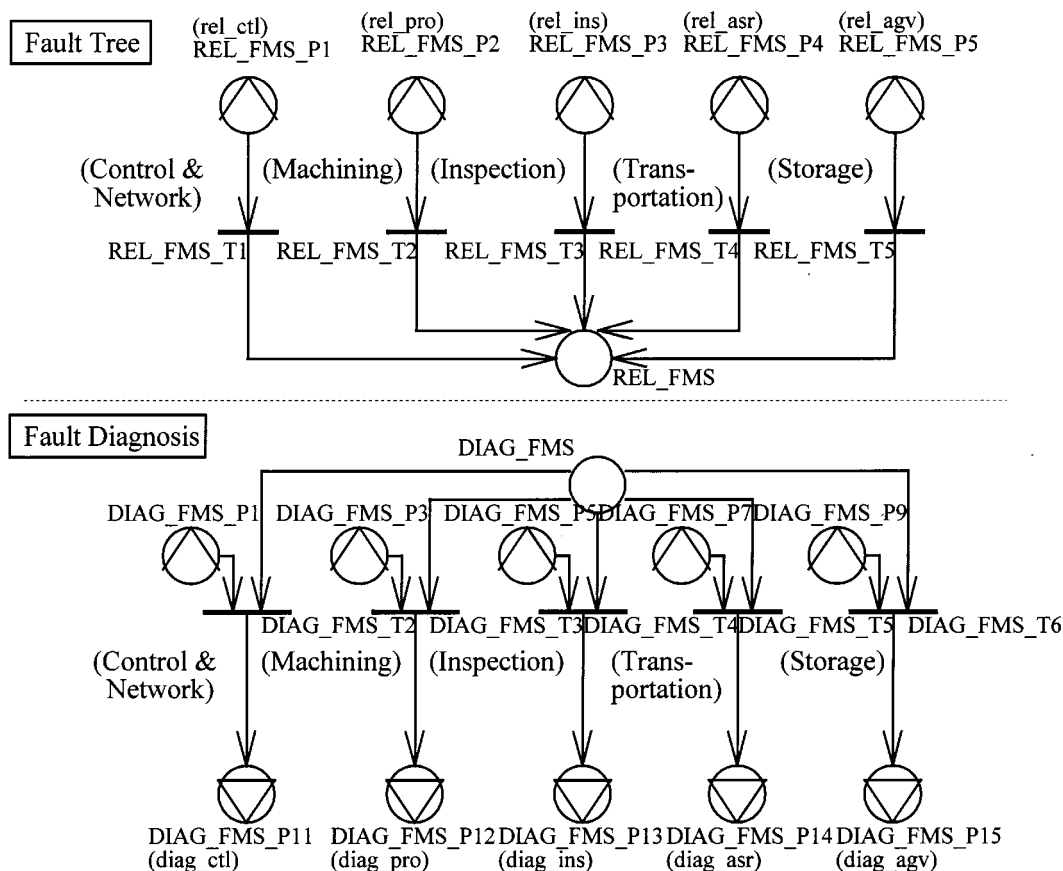 Fault Tree
(rel_ctl) (rel_pro) (rel_ins) (rel_asr) (rel_agv)
REL_FMS_P1 REL_FMS_P2 REL_FMS_P3 REL_FMS_P4 REL_FMS_P5
(Control & (Machining) (Inspection) (Trans- (Storage)
Network) portation)
REL_FMS_T1 REL_FMS_T2 REL_FMS_T3 REL_FMS_T4 REL_FMS_T5
REL_FMS
Fault Diagnosis
DIAG_FMS
DIAG_FMS_P1 DIAG_FMS_P3 DIAG_FMS_P5 DIAG_FMS_P7 DIAG_FMS_P9
DIAG_FMS_T2 DIAG_FMS_T3 DIAG_FMS_T4 DIAG_FMS_T5 DIAG_FMS_T6
(Control & (Machining) (Inspection) (Trans- (Storage)
Network) portation)
DIAG_FMS_P11 DIAG_FMS_P12 DIAG_FMS_P13 DIAG_FMS_P14 DIAG_FMS_P15
(diag_ctl) (diag_pro) (diag_ins) (diag_asr) (diag_agv)